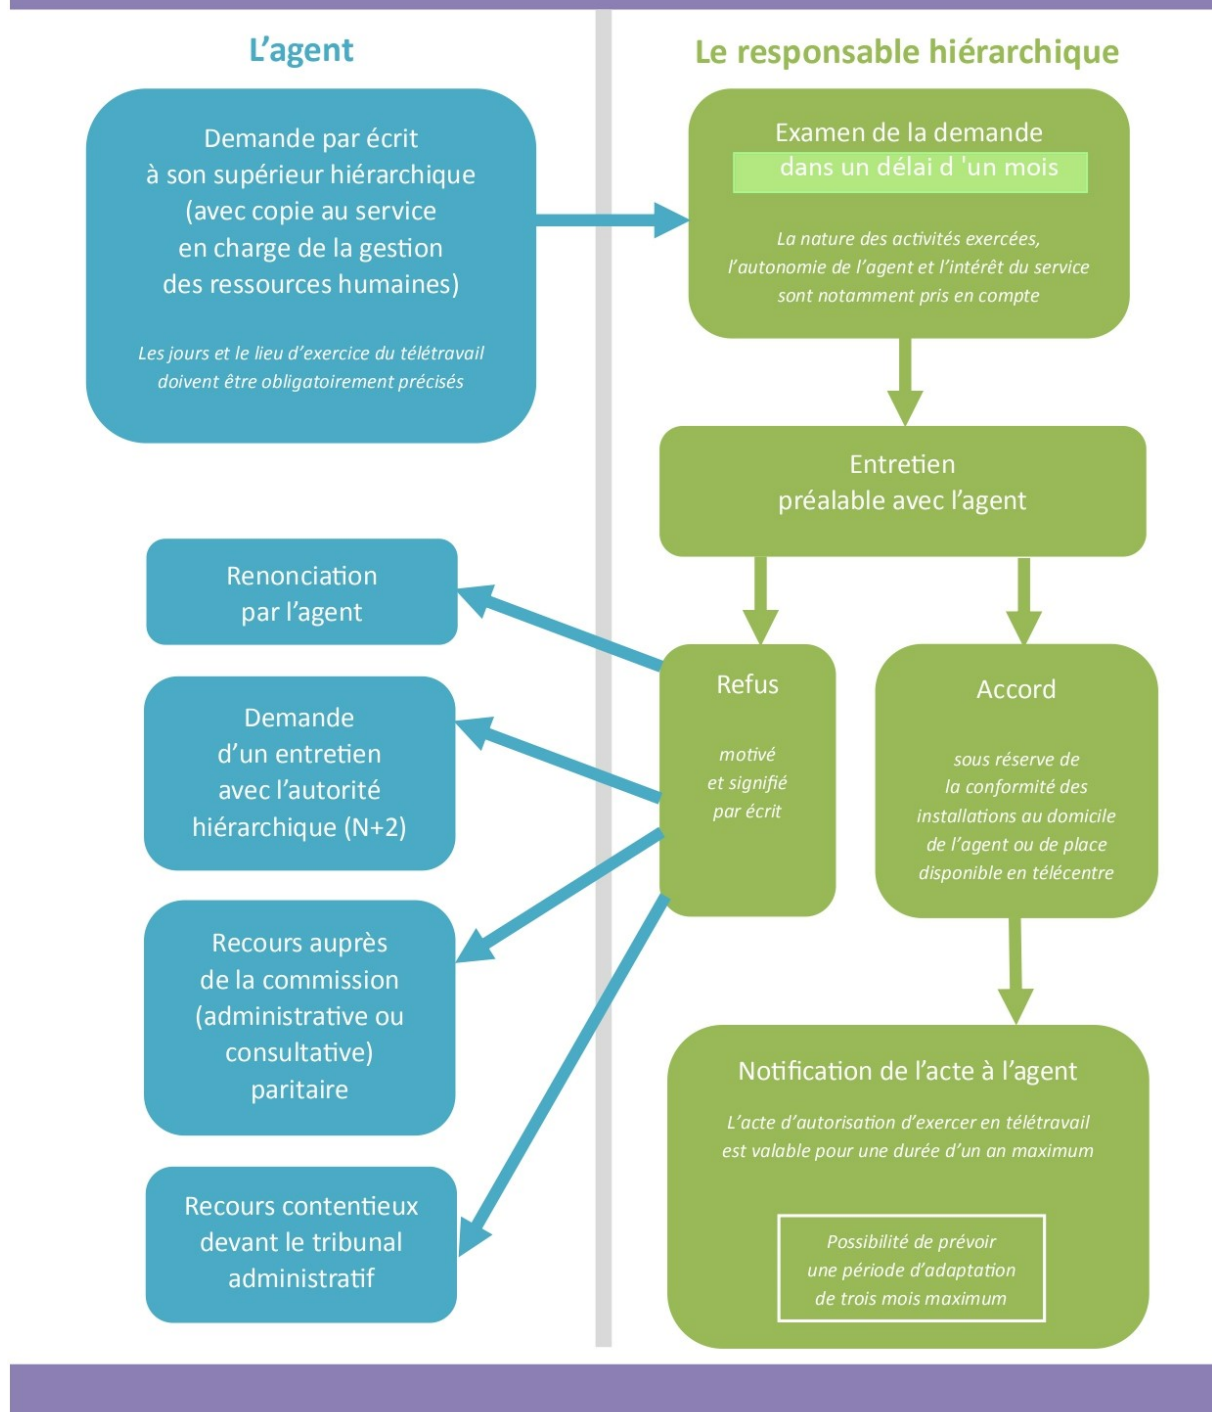 L’agent
Demande par écrit
à son supérieur hiérarchique
(avec copie au service
en charge de la gestion
des ressources humaines)
Les jours et le lieu d’exercice du télétravail
doivent être obligatoirement précisés
Le responsable hiérarchique
Examen de la demande
dans un délai d 'un mois
La nature des activités exercées,
l’autonomie de l’agent et l’intérêt du service
sont notamment pris en compte
Entretien
préalable avec l’agent
Refus
motivé
et signifié
par écrit
Accord
sous réserve de
la conformité des
installations au domicile
de l’agent ou de place
disponible en télécentre
Renonciation
par l’agent
Demande
d’un entretien
avec l’autorité
hiérarchique (N+2)
Recours auprès
de la commission
(administrative ou
consultative)
paritaire
Recours contentieux
devant le tribunal
administratif
Notification de l’acte à l’agent
L’acte d’autorisation d’exercer en télétravail
est valable pour une durée d’un an maximum
Possibilité de prévoir
une période d’adaptation
de trois mois maximum